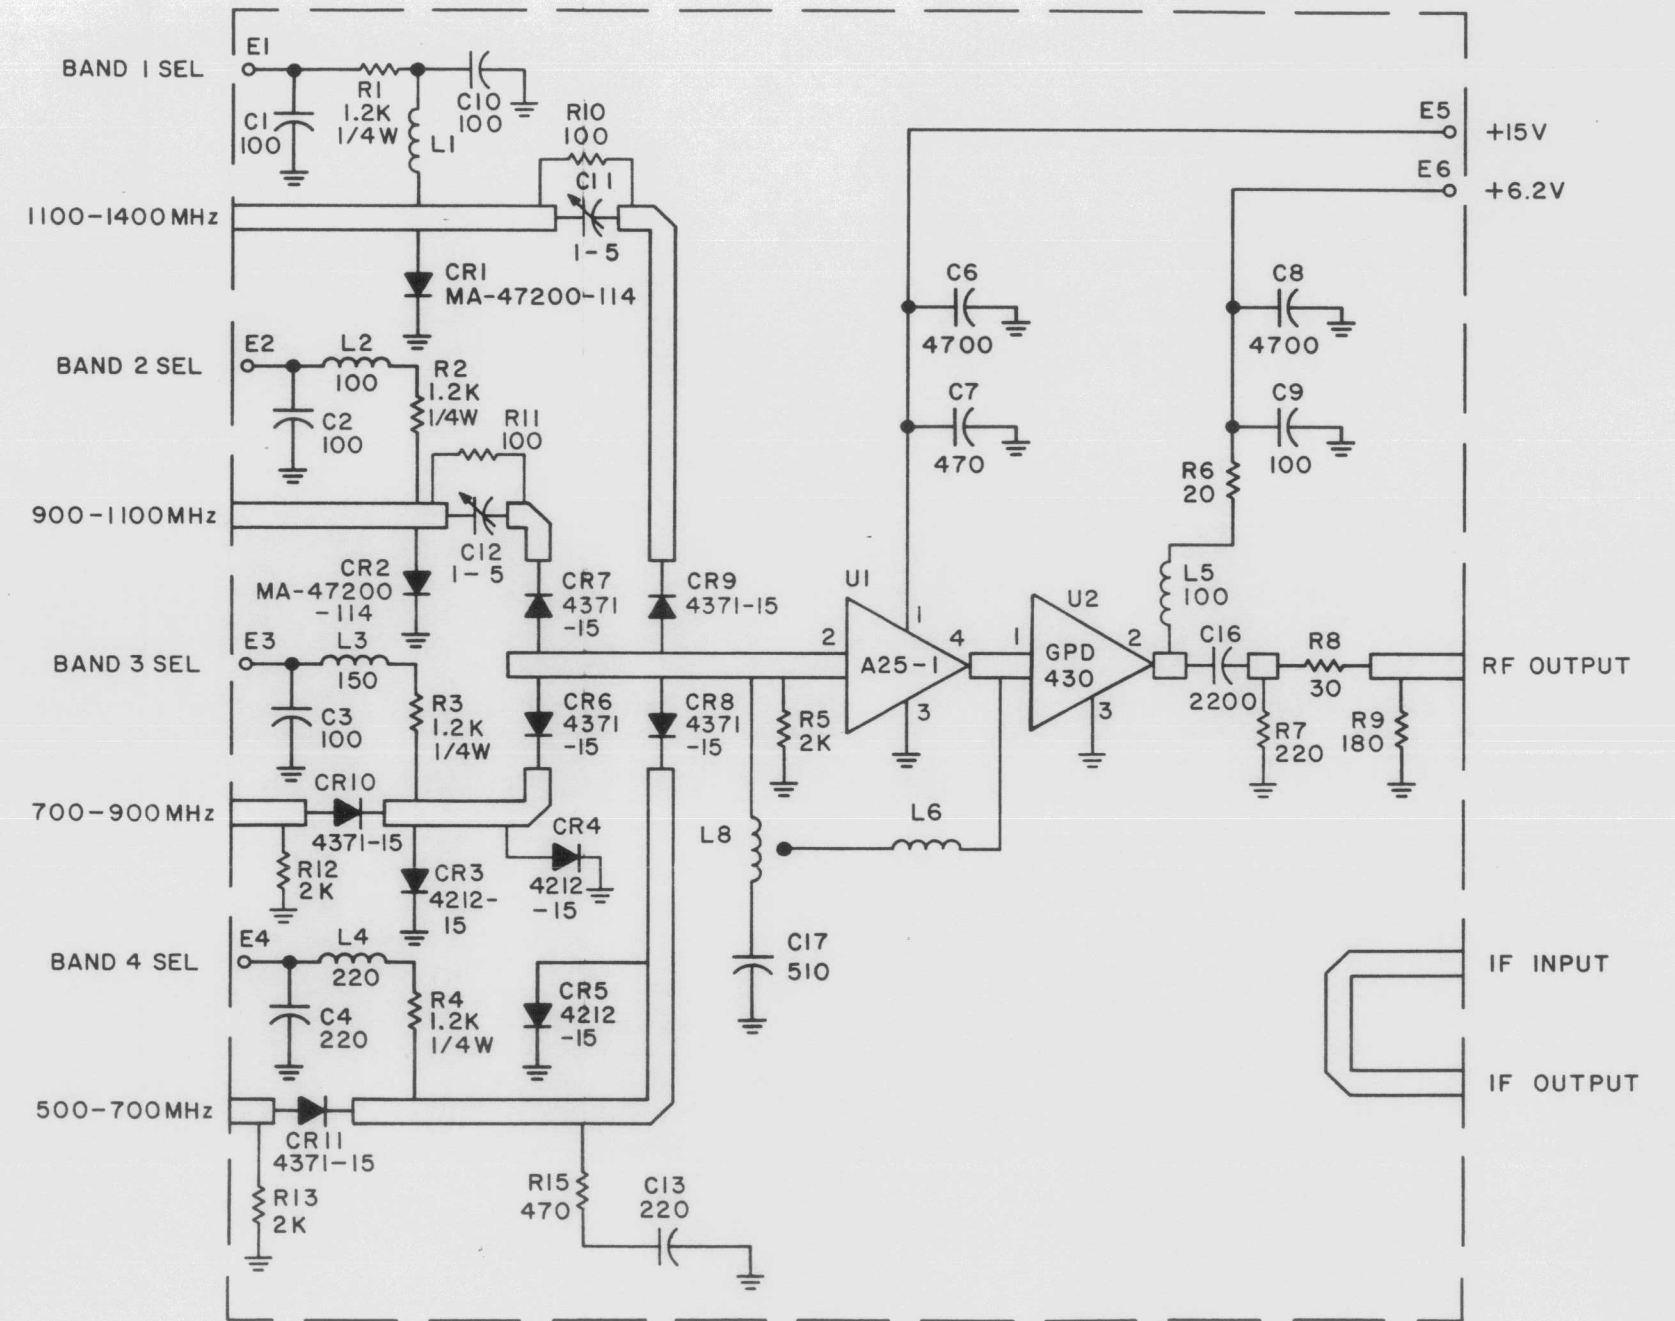 BAND 1 SEL
E1
C1
100
R1
1.2K
1/4W
C10
100
L1
R10
100
C11
1-5
1100-1400MHz
CR1
MA-47200-114
BAND 2 SEL
E2
L2
100
C2
100
R2
1.2K
1/4W
R11
100
900-1100MHz
C12
1-5
CR2
MA-47200
-114
CR7
4371
-15
CR9
4371-15
BAND 3 SEL
E3
L3
150
C3
100
R3
1.2K
1/4W
CR6
4371
-15
CR8
4371
-15
700-900MHz
CR10
4371-15
R12
2K
CR3
4212-
15
CR4
4212
-15
BAND 4 SEL
E4
L4
220
C4
220
R4
1.2K
1/4W
CR5
4212
-15
500-700MHz
CR11
4371-15
R13
2K
R15
470
C13
220
E5
+15V
E6
+6.2V
C6
4700
C7
470
C8
4700
C9
100
R6
20
L5
100
U1
2
A25-1
1
4
3
U2
1
GPD
430
2
3
C16
2200
R8
30
RF OUTPUT
R7
220
R9
180
R5
2K
L8
L6
C17
510
IF INPUT
IF OUTPUT